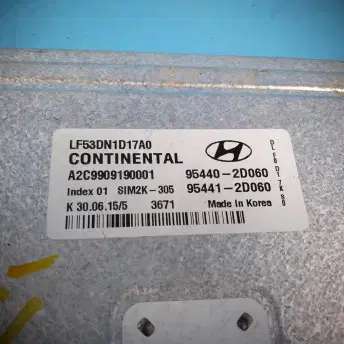 LF53DN1D17A0
CONTINENTAL
A2C9909190001 95440-2D060
Index 01 SIM2K-305 95441-2D060
K 30.06.15/5 3671 Made in Korea